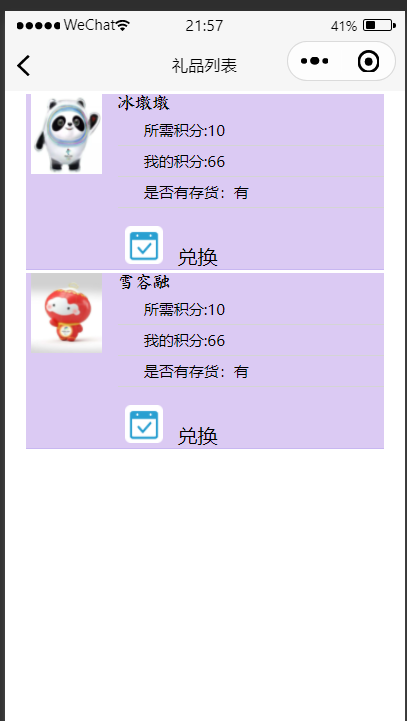 WeChat 21:57 41%
礼品列表
冰墩墩
所需积分:10
我的积分:66
是否有存货：有
兑换
雪容融
所需积分:10
我的积分:66
是否有存货：有
兑换